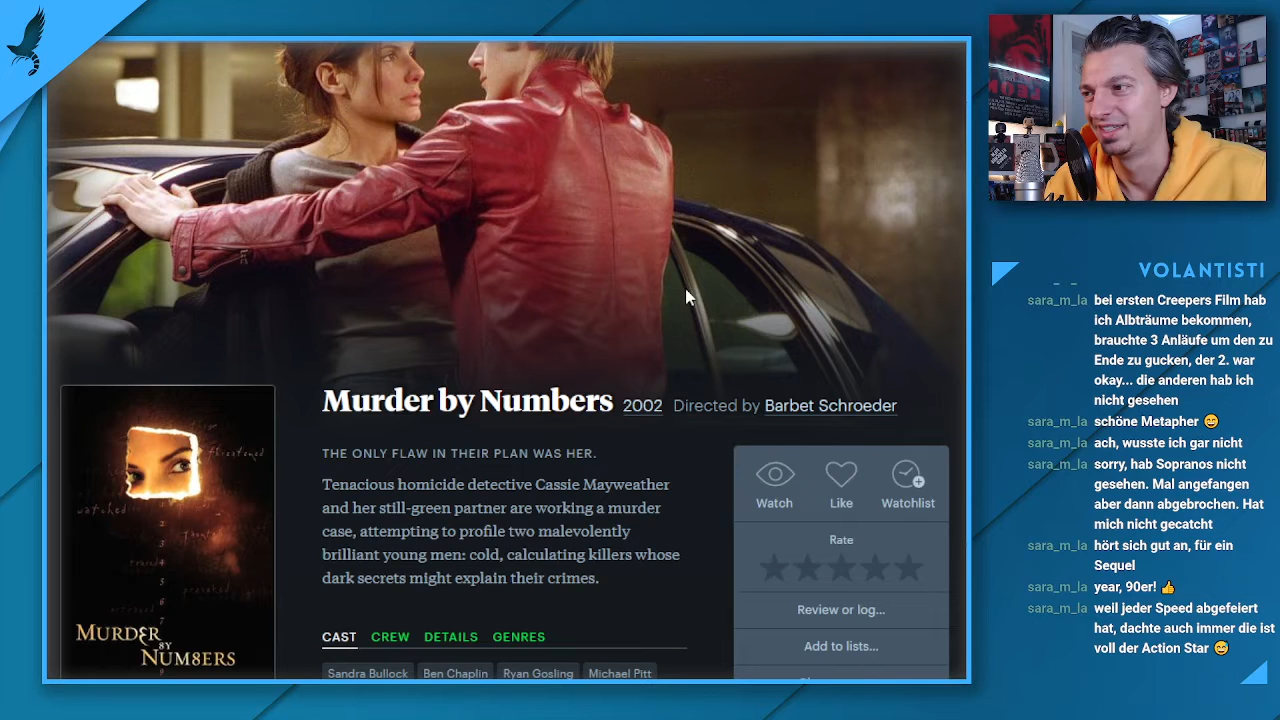 Murder by Numbers 2002 Directed by Barbet Schroeder
THE ONLY FLAW IN THEIR PLAN WAS HER.
Tenacious homicide detective Cassie Mayweather
and her still-green partner are working a murder
case, attempting to profile two malevolently
brilliant young men: cold, calculating killers whose
dark secrets might explain their crimes.
CAST CREW DETAILS GENRES
Sandra Bullock Ben Chaplin Ryan Gosling Michael Pitt
Watch Like Watchlist
Rate
Review or log...
Add to lists...
threatened
watched
MURDER
BY
NUM8ERS
VOLANTISTI
sara_m_la bei ersten Creepers Film hab
ich Albträume bekommen,
brauchte 3 Anläufe um den zu
Ende zu gucken, der 2. war
okay... die anderen hab ich
nicht gesehen
sara_m_la schöne Metapher 😄
sara_m_la ach, wusste ich gar nicht
sara_m_la sorry, hab Sopranos nicht
gesehen. Mal angefangen
aber dann abgebrochen. Hat
mich nicht gecatcht
sara_m_la hört sich gut an, für ein
Sequel
sara_m_la year, 90er! 👍
sara_m_la weil jeder Speed abgefeiert
hat, dachte auch immer die ist
voll der Action Star 😄